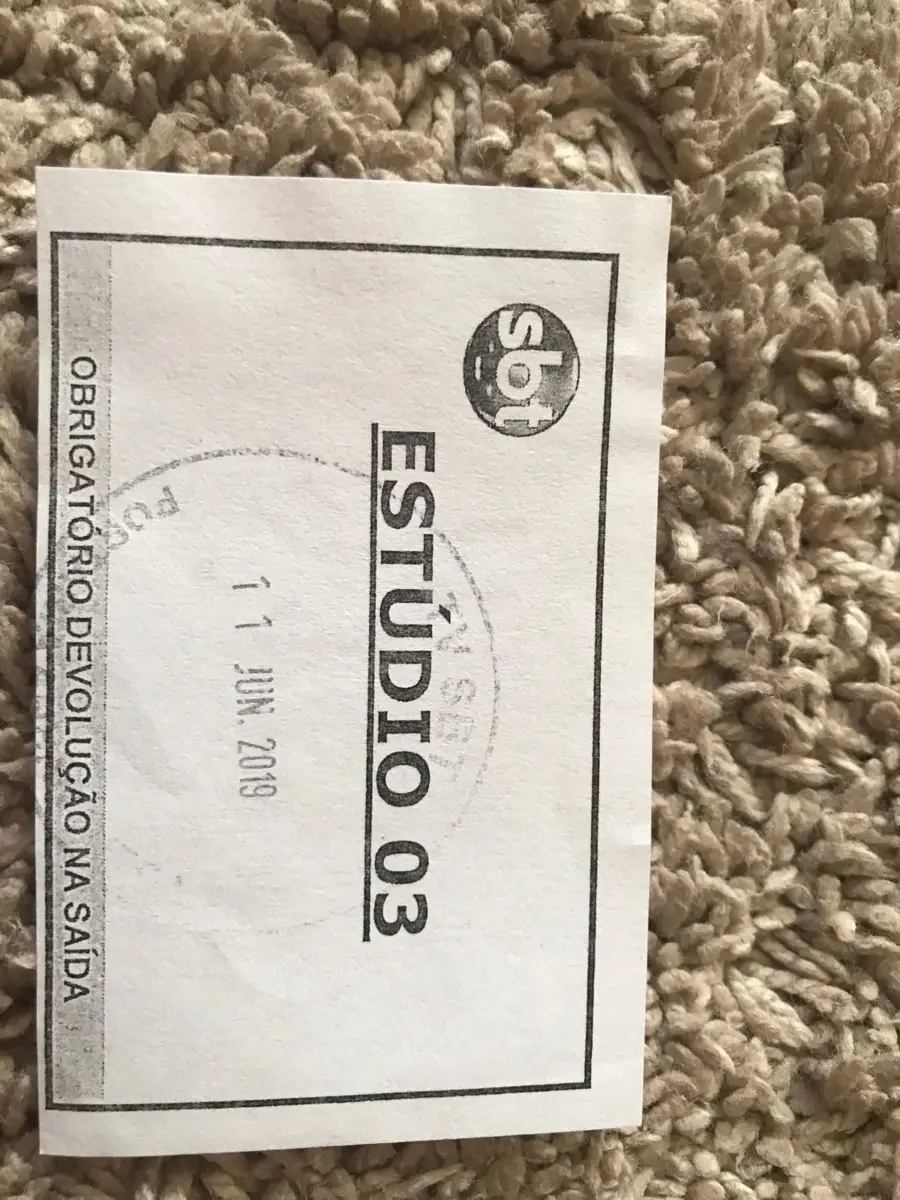 sbt
ESTÚDIO 03
TV SBT
11 JUN. 2019
OBRIGATÓRIO DEVOLUÇÃO NA SAÍDA